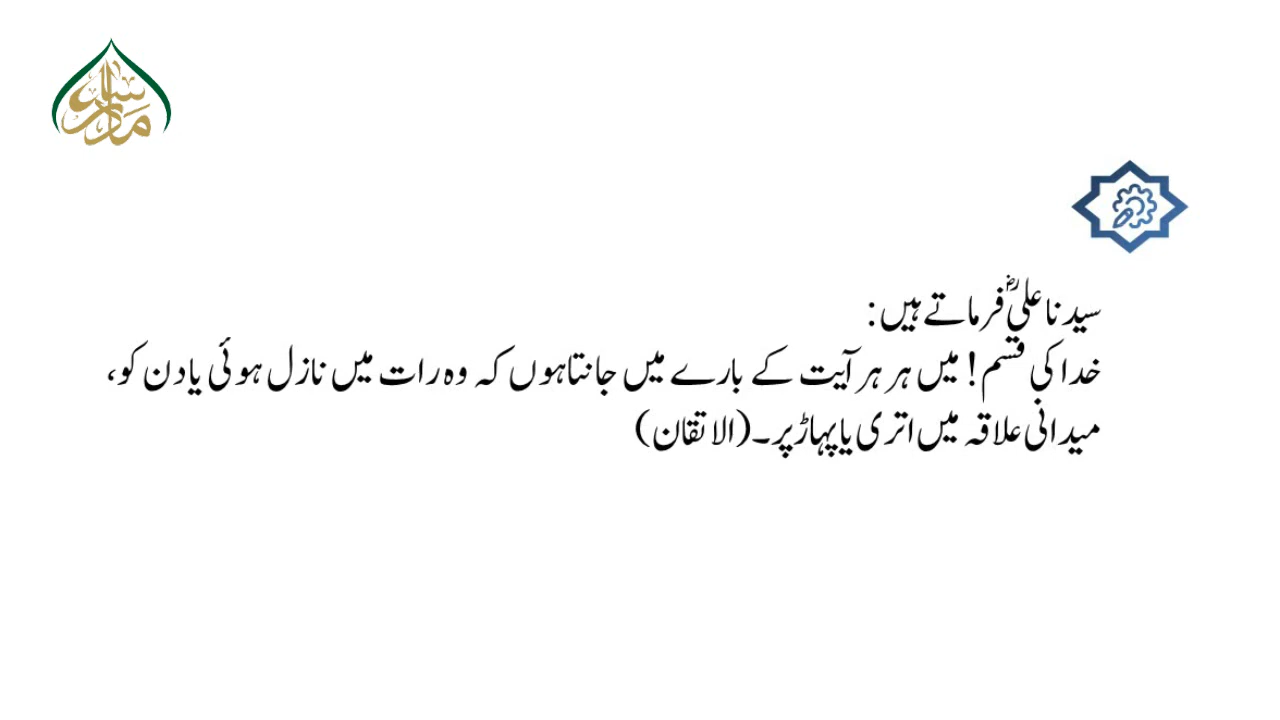 سیدنا علیؓ فرماتے ہیں:
خدا کی قسم! میں ہر ہر آیت کے بارے میں جانتا ہوں کہ وہ رات میں نازل ہوئی یا دن کو،
میدانی علاقہ میں اتری یا پہاڑ پر۔ (الاتقان)